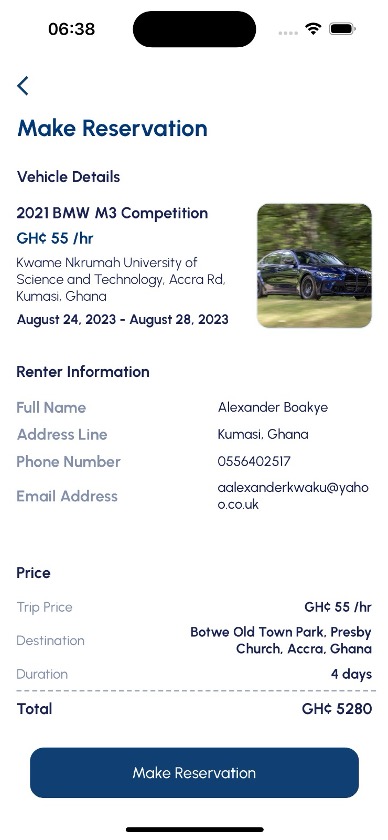 06:38
Make Reservation
Vehicle Details
2021 BMW M3 Competition
GH¢ 55 /hr
Kwame Nkrumah University of
Science and Technology, Accra Rd,
Kumasi, Ghana
August 24, 2023 - August 28, 2023
Renter Information
Full Name Alexander Boakye
Address Line Kumasi, Ghana
Phone Number 0556402517
Email Address aalexanderkwaku@yaho
o.co.uk
Price
Trip Price GH¢ 55 /hr
Destination Botwe Old Town Park, Presby
Church, Accra, Ghana
Duration 4 days
Total GH¢ 5280
Make Reservation